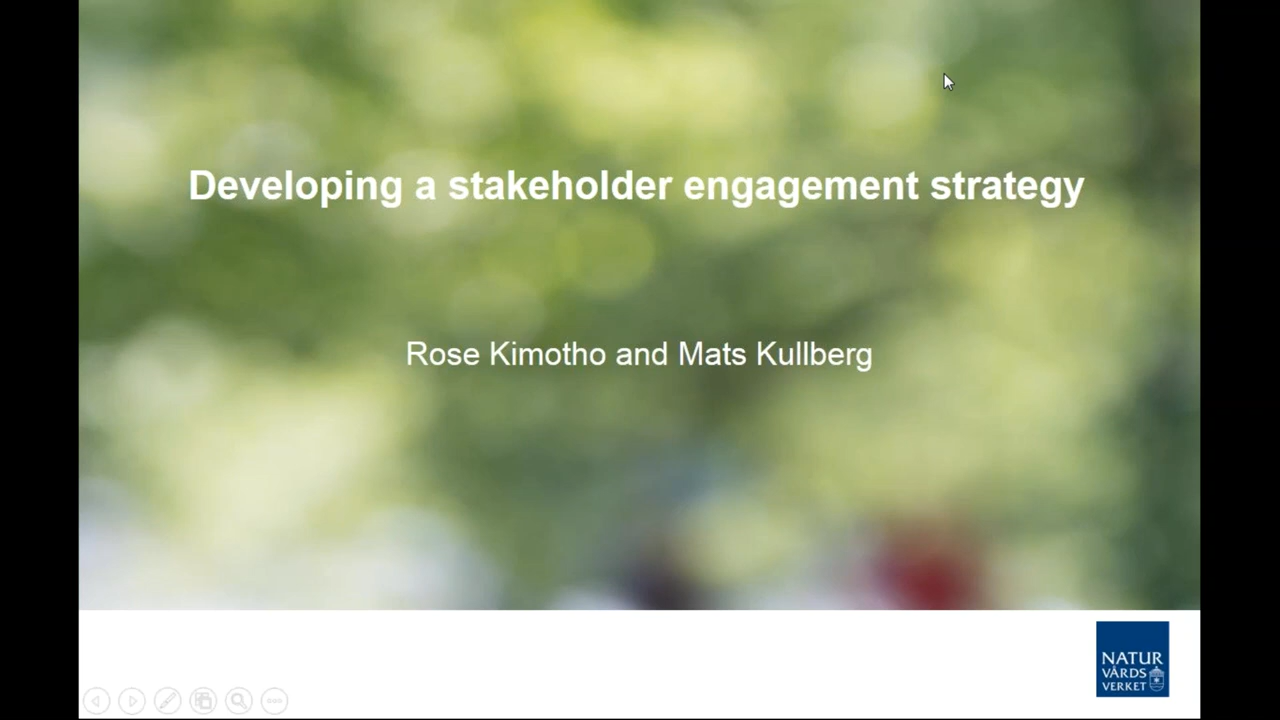 Developing a stakeholder engagement strategy
Rose Kimotho and Mats Kullberg
NATUR
VÅRDS
VERKET